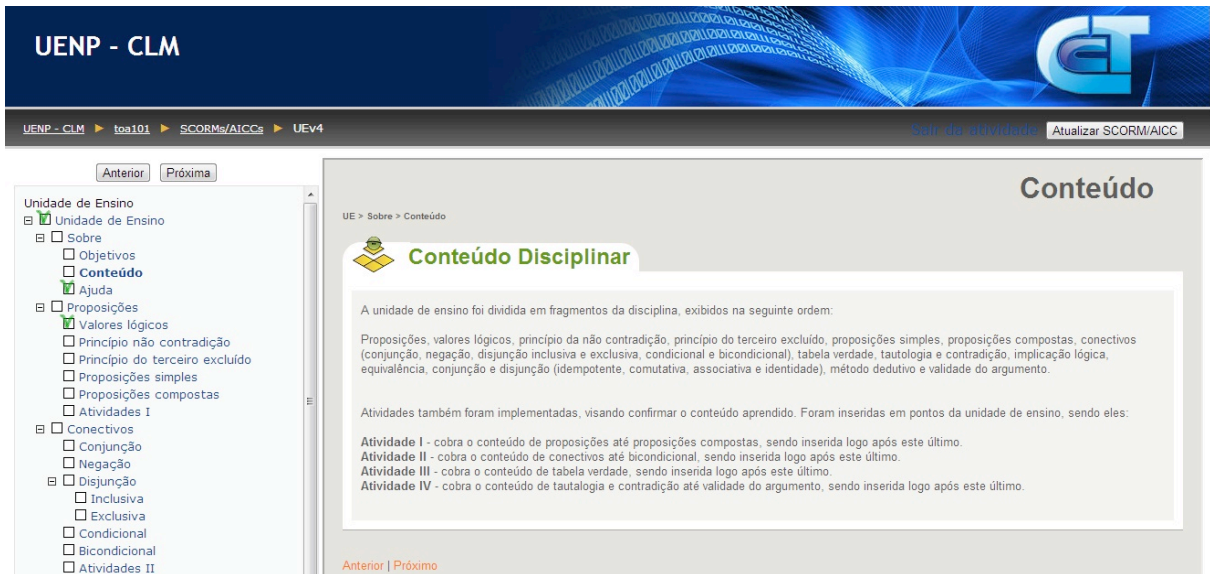 UENP - CLM
UENP - CLM ► toa101 ► SCORMs/AICCs ► UEv4
Sair da atividade
Atualizar SCORM/AICC
Anterior
Próxima
Unidade de Ensino
Unidade de Ensino
Sobre
Objetivos
Conteúdo
Ajuda
Proposições
Valores lógicos
Princípio não contradição
Princípio do terceiro excluído
Proposições simples
Proposições compostas
Atividades I
Conectivos
Conjunção
Negação
Disjunção
Inclusiva
Exclusiva
Condicional
Bicondicional
Atividades II
Conteúdo
UE > Sobre > Conteúdo
Conteúdo Disciplinar
A unidade de ensino foi dividida em fragmentos da disciplina, exibidos na seguinte ordem:
Proposições, valores lógicos, princípio da não contradição, princípio do terceiro excluído, proposições simples, proposições compostas, conectivos
(conjunção, negação, disjunção inclusiva e exclusiva, condicional e bicondicional), tabela verdade, tautologia e contradição, implicação lógica,
equivalência, conjunção e disjunção (idempotente, comutativa, associativa e identidade), método dedutivo e validade do argumento.
Atividades também foram implementadas, visando confirmar o conteúdo aprendido. Foram inseridas em pontos da unidade de ensino, sendo eles:
Atividade I - cobra o conteúdo de proposições até proposições compostas, sendo inserida logo após este último.
Atividade II - cobra o conteúdo de conectivos até bicondicional, sendo inserida logo após este último.
Atividade III - cobra o conteúdo de tabela verdade, sendo inserida logo após este último.
Atividade IV - cobra o conteúdo de tautalogia e contradição até validade do argumento, sendo inserida logo após este último.
Anterior | Próximo